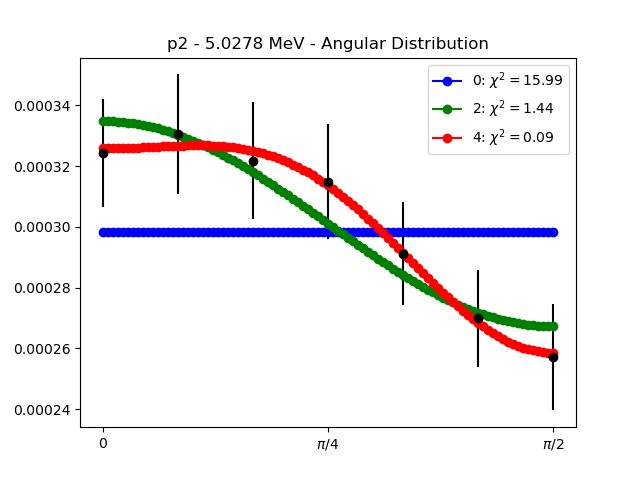 p2 - 5.0278 MeV - Angular Distribution
0: χ² = 15.99
2: χ² = 1.44
4: χ² = 0.09
0.00034
0.00032
0.00030
0.00028
0.00026
0.00024
0
π/4
π/2